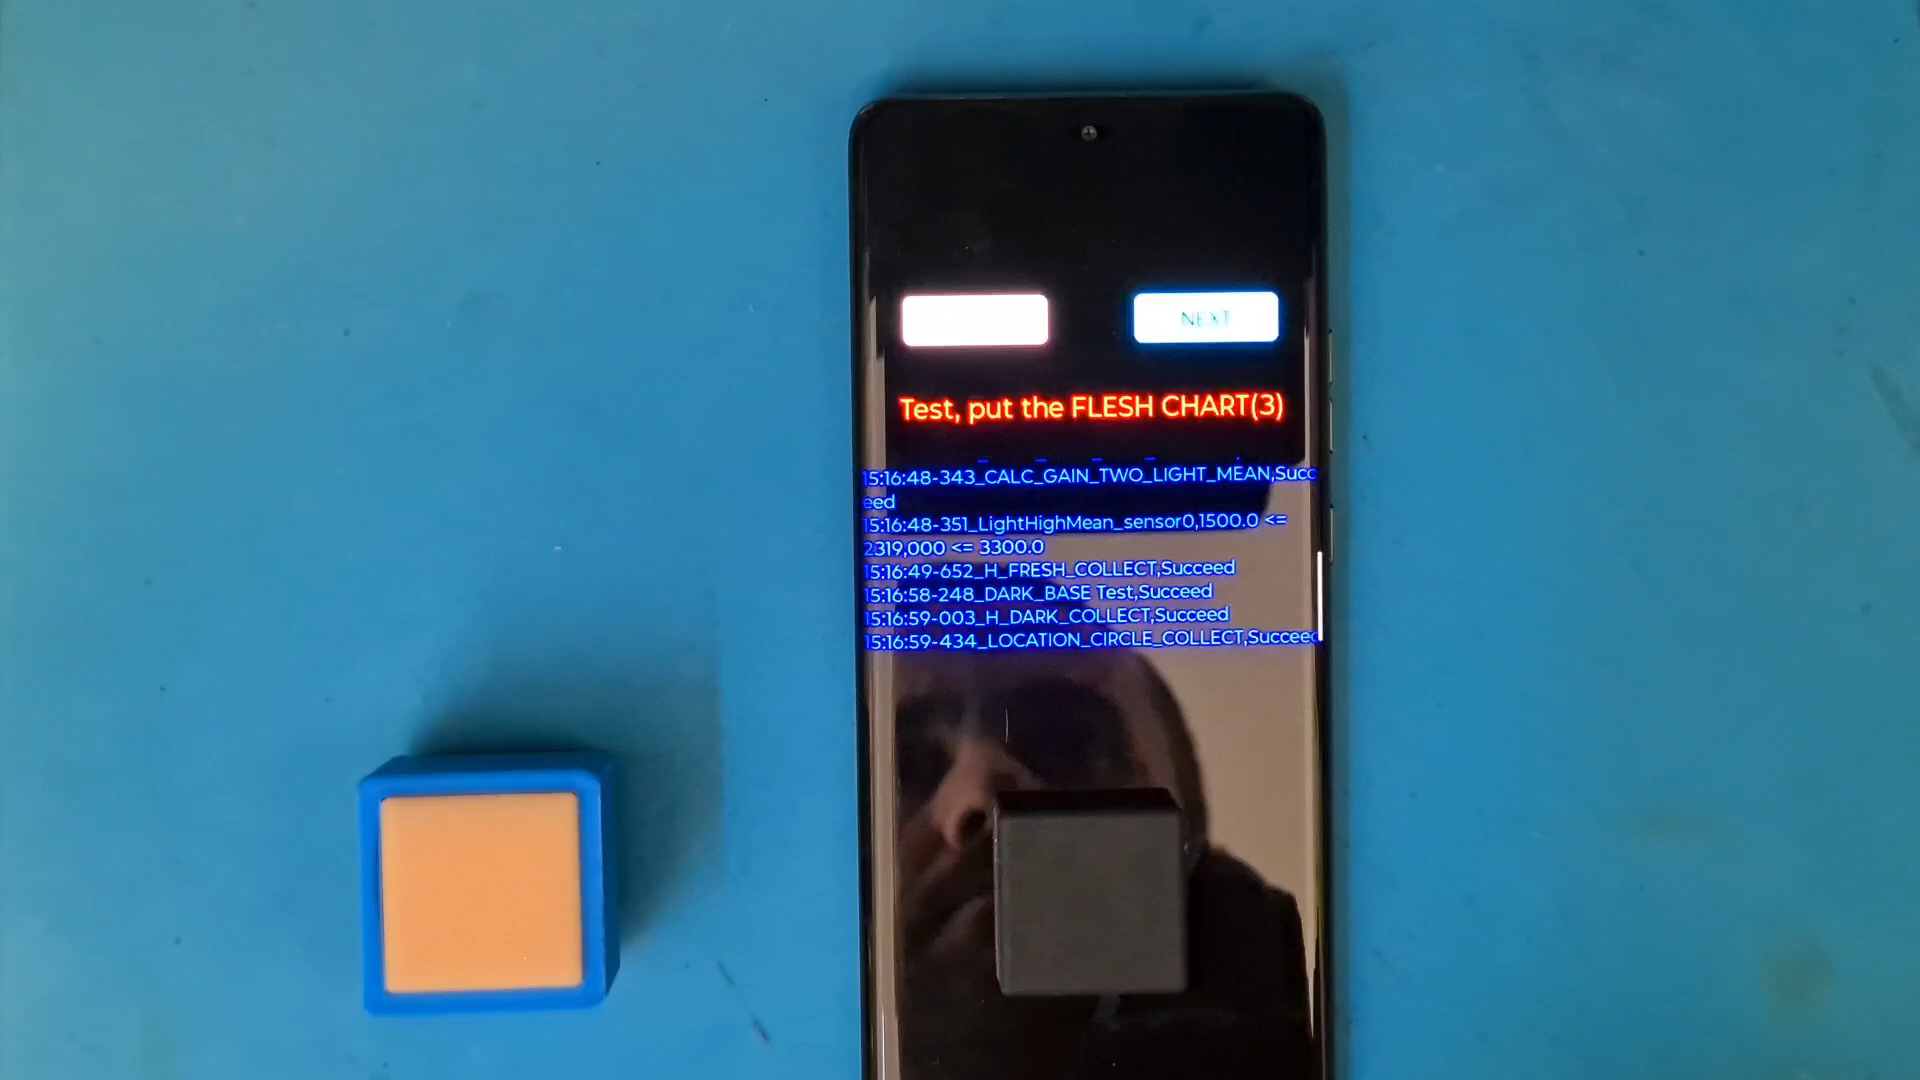 NEXT
Test, put the FLESH CHART(3)
15:16:48-343_CALC_GAIN_TWO_LIGHT_MEAN,Succ
eed
15:16:48-351_LightHighMean_sensor0,1500.0 <=
2319,000 <= 3300.0
15:16:49-652_H_FRESH_COLLECT,Succeed
15:16:58-248_DARK_BASE Test,Succeed
15:16:59-003_H_DARK_COLLECT,Succeed
15:16:59-434_LOCATION_CIRCLE_COLLECT,Succeed